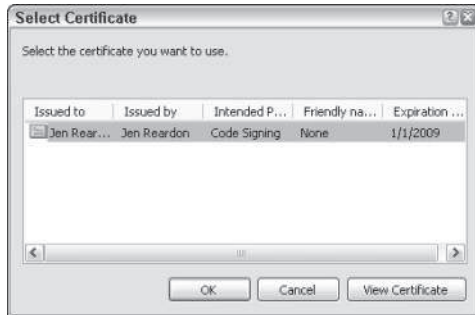 Select Certificate
Select the certificate you want to use.
Issued to Issued by Intended P... Friendly na... Expiration ...
Jen Rear... Jen Reardon Code Signing None 1/1/2009
OK Cancel View Certificate